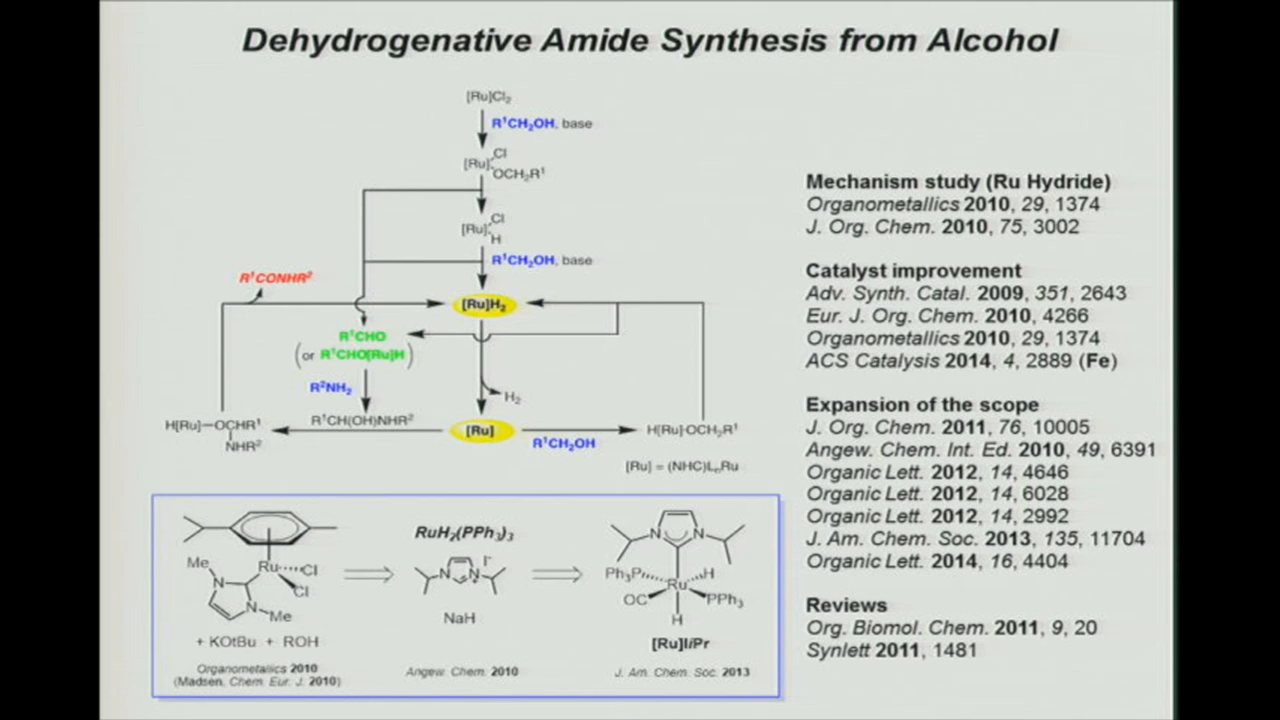 Dehydrogenative Amide Synthesis from Alcohol
[Ru]Cl₂
R¹CH₂OH, base
[Ru] Cl
OCH₂R¹
[Ru] Cl
H
R¹CH₂OH, base
R¹CONHR²
[Ru]H₂
R¹CHO
(or R¹CHO[Ru]H)
R²NH₂
H₂
H[Ru]–OCHR¹
NHR²
R¹CH(OH)NHR²
[Ru]
R¹CH₂OH
H[Ru]-OCH₂R¹
[Ru] = (NHC)LₙRu
Me
Ru
Cl
Cl
N
N
Me
+ KOtBu + ROH
Organometallics 2010
(Madsen, Chem. Eur. J. 2010)
RuH₂(PPh₃)₃
I⁻
N N⁺
NaH
Angew. Chem. 2010
N N
Ph₃P
H
Ru
OC
PPh₃
H
[Ru]IiPr
J. Am. Chem. Soc. 2013
Mechanism study (Ru Hydride)
Organometallics 2010, 29, 1374
J. Org. Chem. 2010, 75, 3002
Catalyst improvement
Adv. Synth. Catal. 2009, 351, 2643
Eur. J. Org. Chem. 2010, 4266
Organometallics 2010, 29, 1374
ACS Catalysis 2014, 4, 2889 (Fe)
Expansion of the scope
J. Org. Chem. 2011, 76, 10005
Angew. Chem. Int. Ed. 2010, 49, 6391
Organic Lett. 2012, 14, 4646
Organic Lett. 2012, 14, 6028
Organic Lett. 2012, 14, 2992
J. Am. Chem. Soc. 2013, 135, 11704
Organic Lett. 2014, 16, 4404
Reviews
Org. Biomol. Chem. 2011, 9, 20
Synlett 2011, 1481